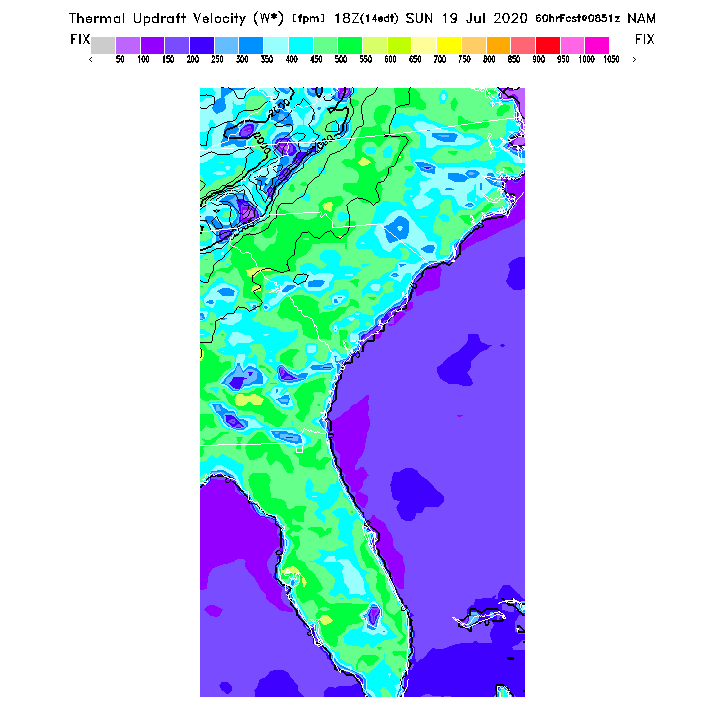 Thermal Updraft Velocity (W*) [fpm] 18Z(14edt) SUN 19 Jul 2020 60hrFcst@0851z NAM
FIX FIX
< 50 100 150 200 250 300 350 400 450 500 550 600 650 700 750 800 850 900 950 1000 1050 >